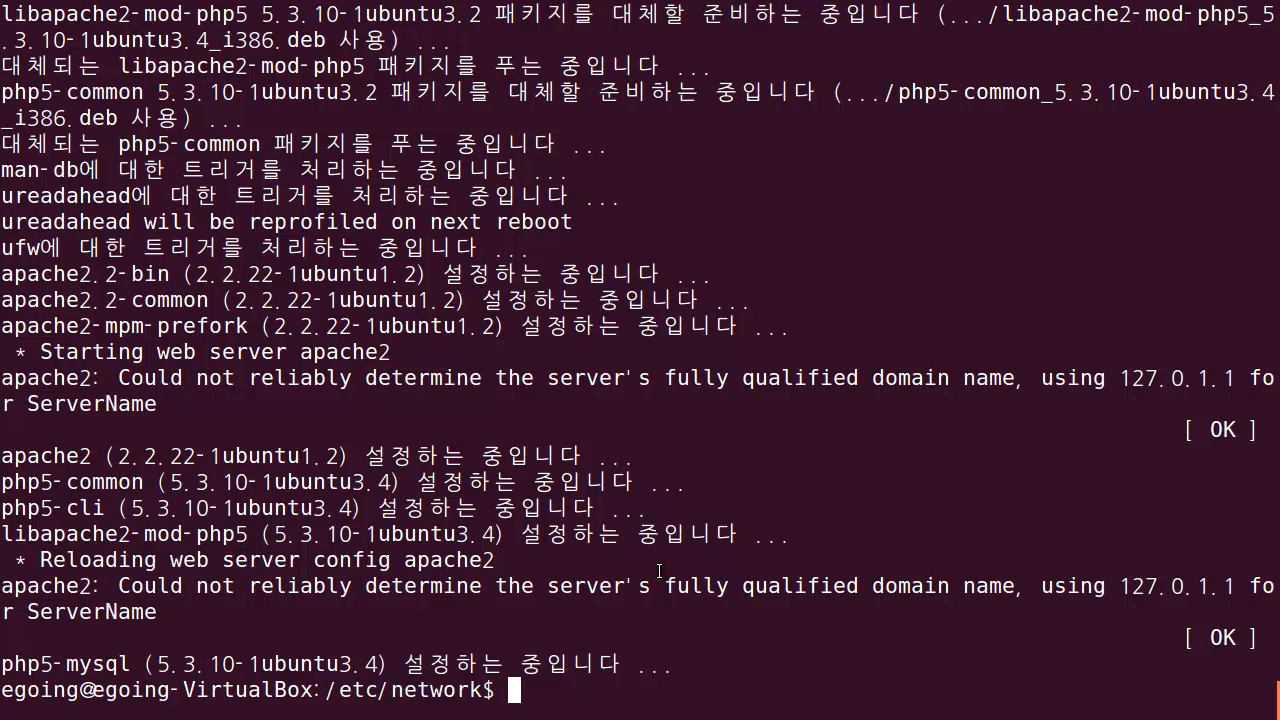 libapache2-mod-php5 5.3.10-1ubuntu3.2 패키지를 대체할 준비하는 중입니다 (.../libapache2-mod-php5_5
.3.10-1ubuntu3.4_i386.deb 사용) ...
대체되는 libapache2-mod-php5 패키지를 푸는 중입니다 ...
php5-common 5.3.10-1ubuntu3.2 패키지를 대체할 준비하는 중입니다 (.../php5-common_5.3.10-1ubuntu3.4
_i386.deb 사용) ...
대체되는 php5-common 패키지를 푸는 중입니다 ...
man-db에 대한 트리거를 처리하는 중입니다 ...
ureadahead에 대한 트리거를 처리하는 중입니다 ...
ureadahead will be reprofiled on next reboot
ufw에 대한 트리거를 처리하는 중입니다 ...
apache2.2-bin (2.2.22-1ubuntu1.2) 설정하는 중입니다 ...
apache2.2-common (2.2.22-1ubuntu1.2) 설정하는 중입니다 ...
apache2-mpm-prefork (2.2.22-1ubuntu1.2) 설정하는 중입니다 ...
 * Starting web server apache2
apache2: Could not reliably determine the server's fully qualified domain name, using 127.0.1.1 fo
r ServerName
[ OK ]
apache2 (2.2.22-1ubuntu1.2) 설정하는 중입니다 ...
php5-common (5.3.10-1ubuntu3.4) 설정하는 중입니다 ...
php5-cli (5.3.10-1ubuntu3.4) 설정하는 중입니다 ...
libapache2-mod-php5 (5.3.10-1ubuntu3.4) 설정하는 중입니다 ...
 * Reloading web server config apache2
apache2: Could not reliably determine the server's fully qualified domain name, using 127.0.1.1 fo
r ServerName
[ OK ]
php5-mysql (5.3.10-1ubuntu3.4) 설정하는 중입니다 ...
egoing@egoing-VirtualBox:/etc/network$